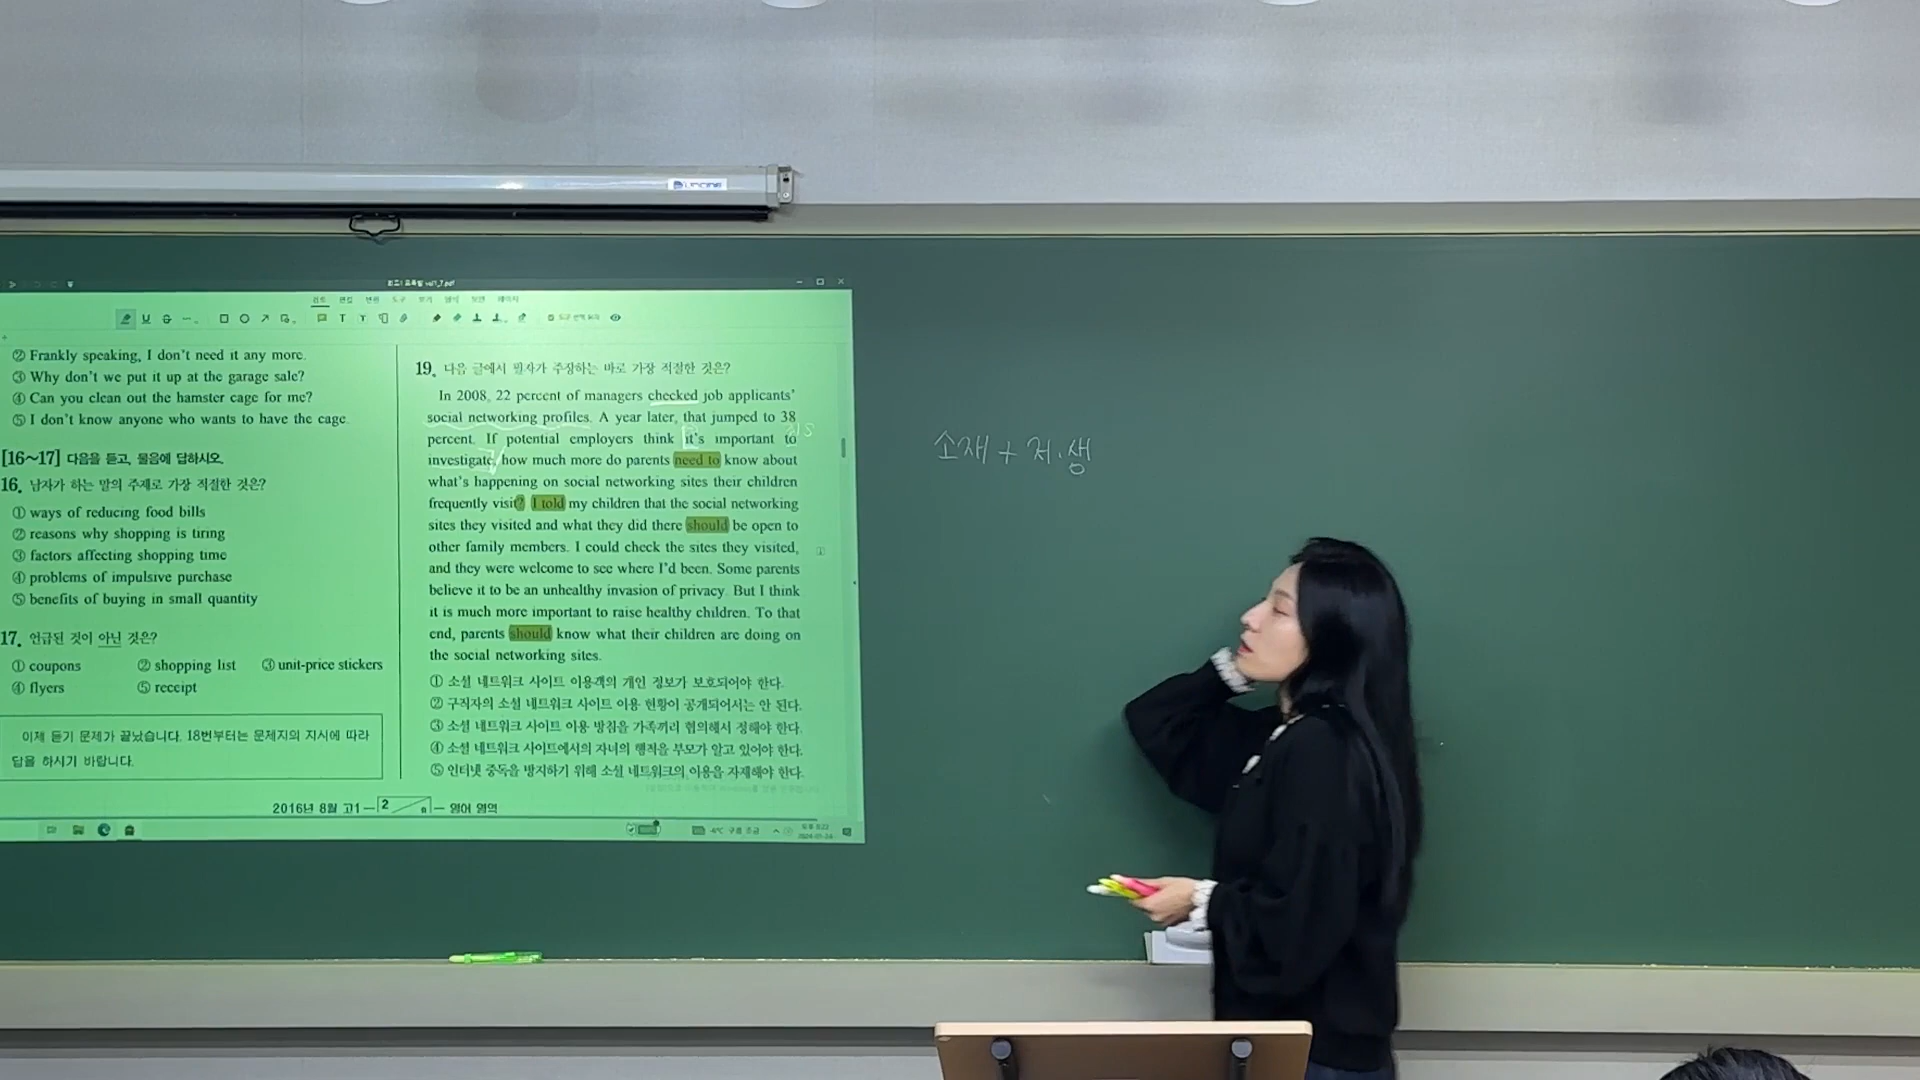 ② Frankly speaking, I don't need it any more.
③ Why don't we put it up at the garage sale?
④ Can you clean out the hamster cage for me?
⑤ I don't know anyone who wants to have the cage.
[16~17] 다음을 듣고, 물음에 답하시오.
16. 남자가 하는 말의 주제로 가장 적절한 것은?
① ways of reducing food bills
② reasons why shopping is tiring
③ factors affecting shopping time
④ problems of impulsive purchase
⑤ benefits of buying in small quantity
17. 언급된 것이 아닌 것은?
① coupons ② shopping list ③ unit-price stickers
④ flyers ⑤ receipt
이제 듣기 문제가 끝났습니다. 18번부터는 문제지의 지시에 따라
답을 하시기 바랍니다.
19. 다음 글에서 필자가 주장하는 바로 가장 적절한 것은?
In 2008, 22 percent of managers checked job applicants'
social networking profiles. A year later, that jumped to 38
percent. If potential employers think it's important to
investigate, how much more do parents need to know about
what's happening on social networking sites their children
frequently visit? I told my children that the social networking
sites they visited and what they did there should be open to
other family members. I could check the sites they visited,
and they were welcome to see where I'd been. Some parents
believe it to be an unhealthy invasion of privacy. But I think
it is much more important to raise healthy children. To that
end, parents should know what their children are doing on
the social networking sites.
① 소셜 네트워크 사이트 이용객의 개인 정보가 보호되어야 한다.
② 구직자의 소셜 네트워크 사이트 이용 현황이 공개되어서는 안 된다.
③ 소셜 네트워크 사이트 이용 방침을 가족끼리 협의해서 정해야 한다.
④ 소셜 네트워크 사이트에서의 자녀의 행적을 부모가 알고 있어야 한다.
⑤ 인터넷 중독을 방지하기 위해 소셜 네트워크의 이용을 자제해야 한다.
2016년 8월 고1 — 2 8 — 영어 영역
소재 + 저.생